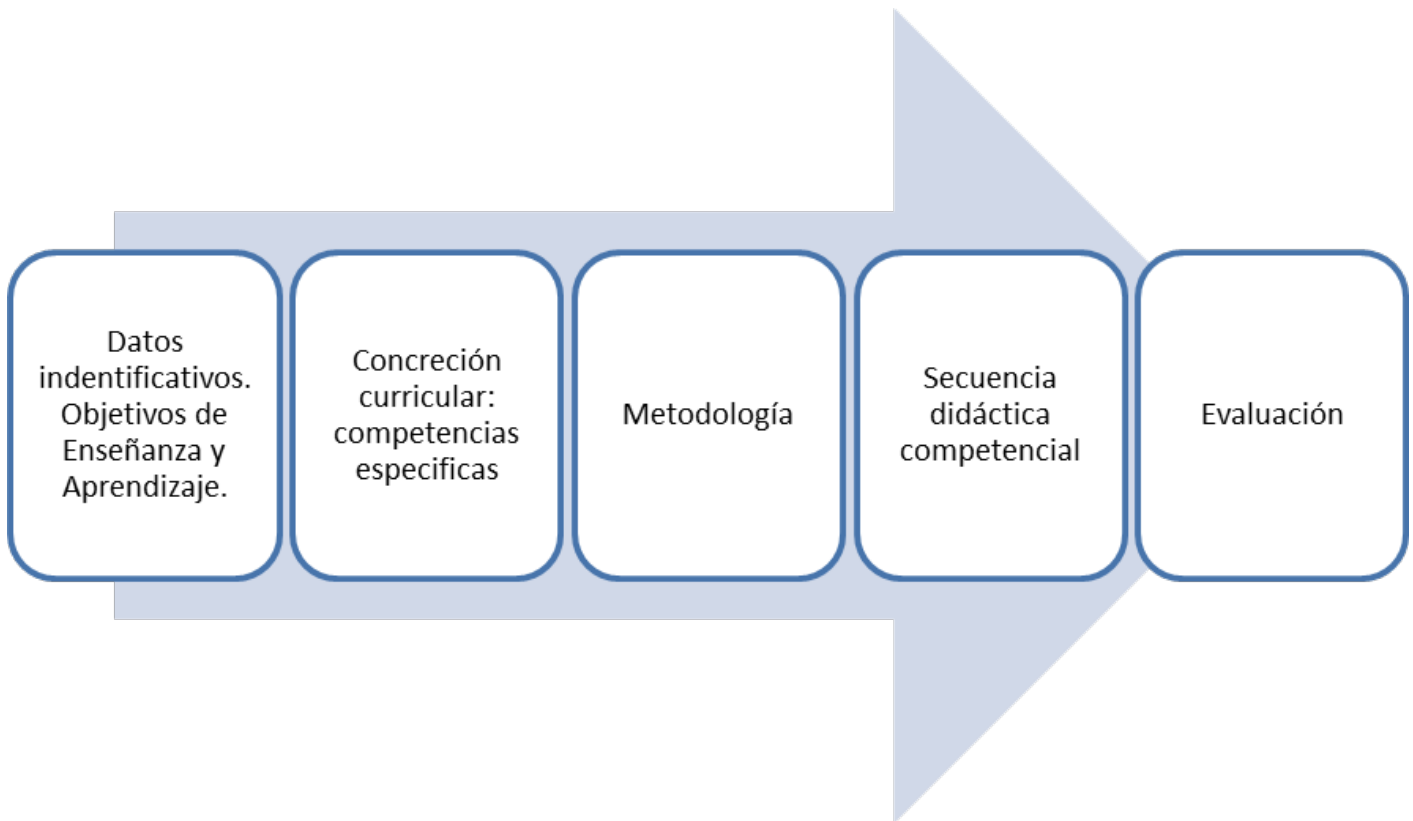 Datos
indentificativos.
Objetivos de
Enseñanza y
Aprendizaje.
Concreción
curricular:
competencias
especificas
Metodología
Secuencia
didáctica
competencial
Evaluación